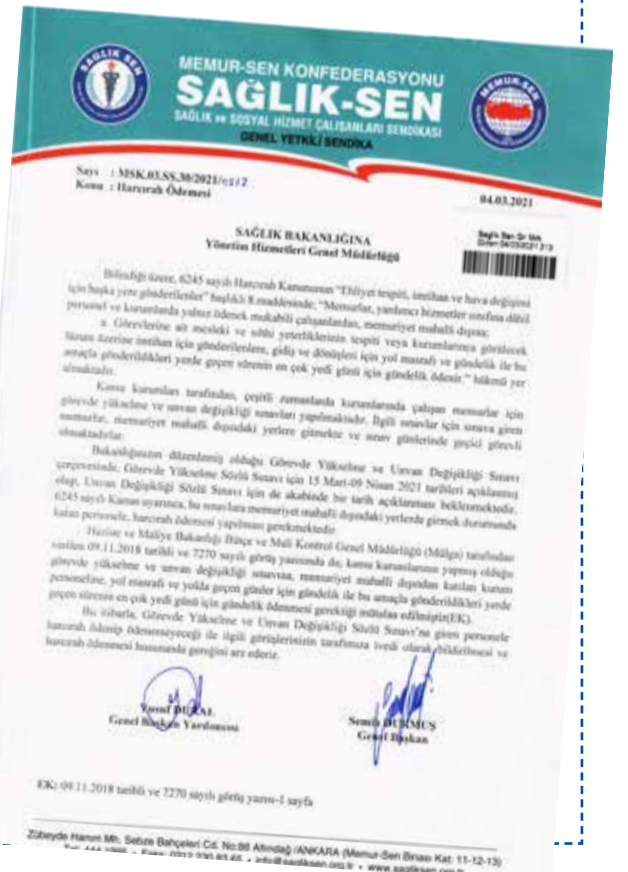 SAĞLIK SEN
MEMUR-SEN KONFEDERASYONU
SAĞLIK-SEN
SAĞLIK ve SOSYAL HİZMET ÇALIŞANLARI SENDİKASI
GENEL YETKİLİ SENDİKA
MEMUR-SEN
Sayı : MSK.03.SS.30/2021/
Konu : Harcırah Ödemesi
04.03.2021
SAĞLIK BAKANLIĞINA
Yönetim Hizmetleri Genel Müdürlüğü
Bilindiği üzere, 6245 sayılı Harcırah Kanununun "Ehliyet tespiti, imtihan ve hava değişimi
için başka yere gönderilenler" başlıklı 8.maddesinde; "Memurlar, yardımcı hizmetler sınıfına dâhil
personel ve kurumlarda yalnız ödenek mukabili çalışanlardan, memuriyet mahalli dışına;
a. Görevlerine ait mesleki ve sıhhi yeterliklerinin tespiti veya kurumlarınca görülecek
lüzum üzerine imtihan için gönderilenlere, gidiş ve dönüşleri için yol masrafı ve gündelik ile bu
amaçla gönderildikleri yerde geçen sürenin en çok yedi günü için gündelik ödenir." hükmü yer
almaktadır.
Kamu kurumları tarafından, çeşitli zamanlarda kurumlarında çalışan memurlar için
görevde yükselme ve unvan değişikliği sınavları yapılmaktadır. İlgili sınavlar için sınava giren
memurlar, memuriyet mahalli dışındaki yerlere gitmekte ve sınav günlerinde geçici görevli
olmaktadırlar.
Bakanlığınızın düzenlemiş olduğu Görevde Yükselme ve Unvan Değişikliği Sınavı
çerçevesinde, Görevde Yükselme Sözlü Sınavı için 15 Mart-09 Nisan 2021 tarihleri açıklanmış
olup, Unvan Değişikliği Sözlü Sınavı için de akabinde bir tarih açıklanması beklenmektedir.
6245 sayılı Kanun uyarınca, bu sınavlara memuriyet mahalli dışındaki yerlerde girmek durumunda
kalan personele, harcırah ödemesi yapılması gerekmektedir.
Hazine ve Maliye Bakanlığı Bütçe ve Mali Kontrol Genel Müdürlüğü (Mülga) tarafından
verilen 09.11.2018 tarihli ve 7270 sayılı görüş yazısında da, kamu kurumlarının yapmış olduğu
görevde yükselme ve unvan değişikliği sınavına, memuriyet mahalli dışından katılan kurum
personeline, yol masrafı ve yolda geçen günler için gündelik ile bu amaçla gönderildikleri yerde
geçen sürenin en çok yedi günü için gündelik ödenmesi gerektiği mütalaa edilmiştir(EK).
Bu itibarla, Görevde Yükselme ve Unvan Değişikliği Sözlü Sınavı'na giren personele
harcırah ödenip ödenmeyeceği ile ilgili görüşlerinizin tarafımıza ivedi olarak bildirilmesi ve
harcırah ödenmesi hususunda gereğini arz ederiz.
Genel Başkan Yardımcısı
Semih DURMUŞ
Genel Başkan
EK: 09.11.2018 tarihli ve 7270 sayılı görüş yazısı-1 sayfa
Zübeyde Hanım Mh. Sebze Bahçeleri Cd. No:86 Altındağ /ANKARA (Memur-Sen Binası Kat: 11-12-13)